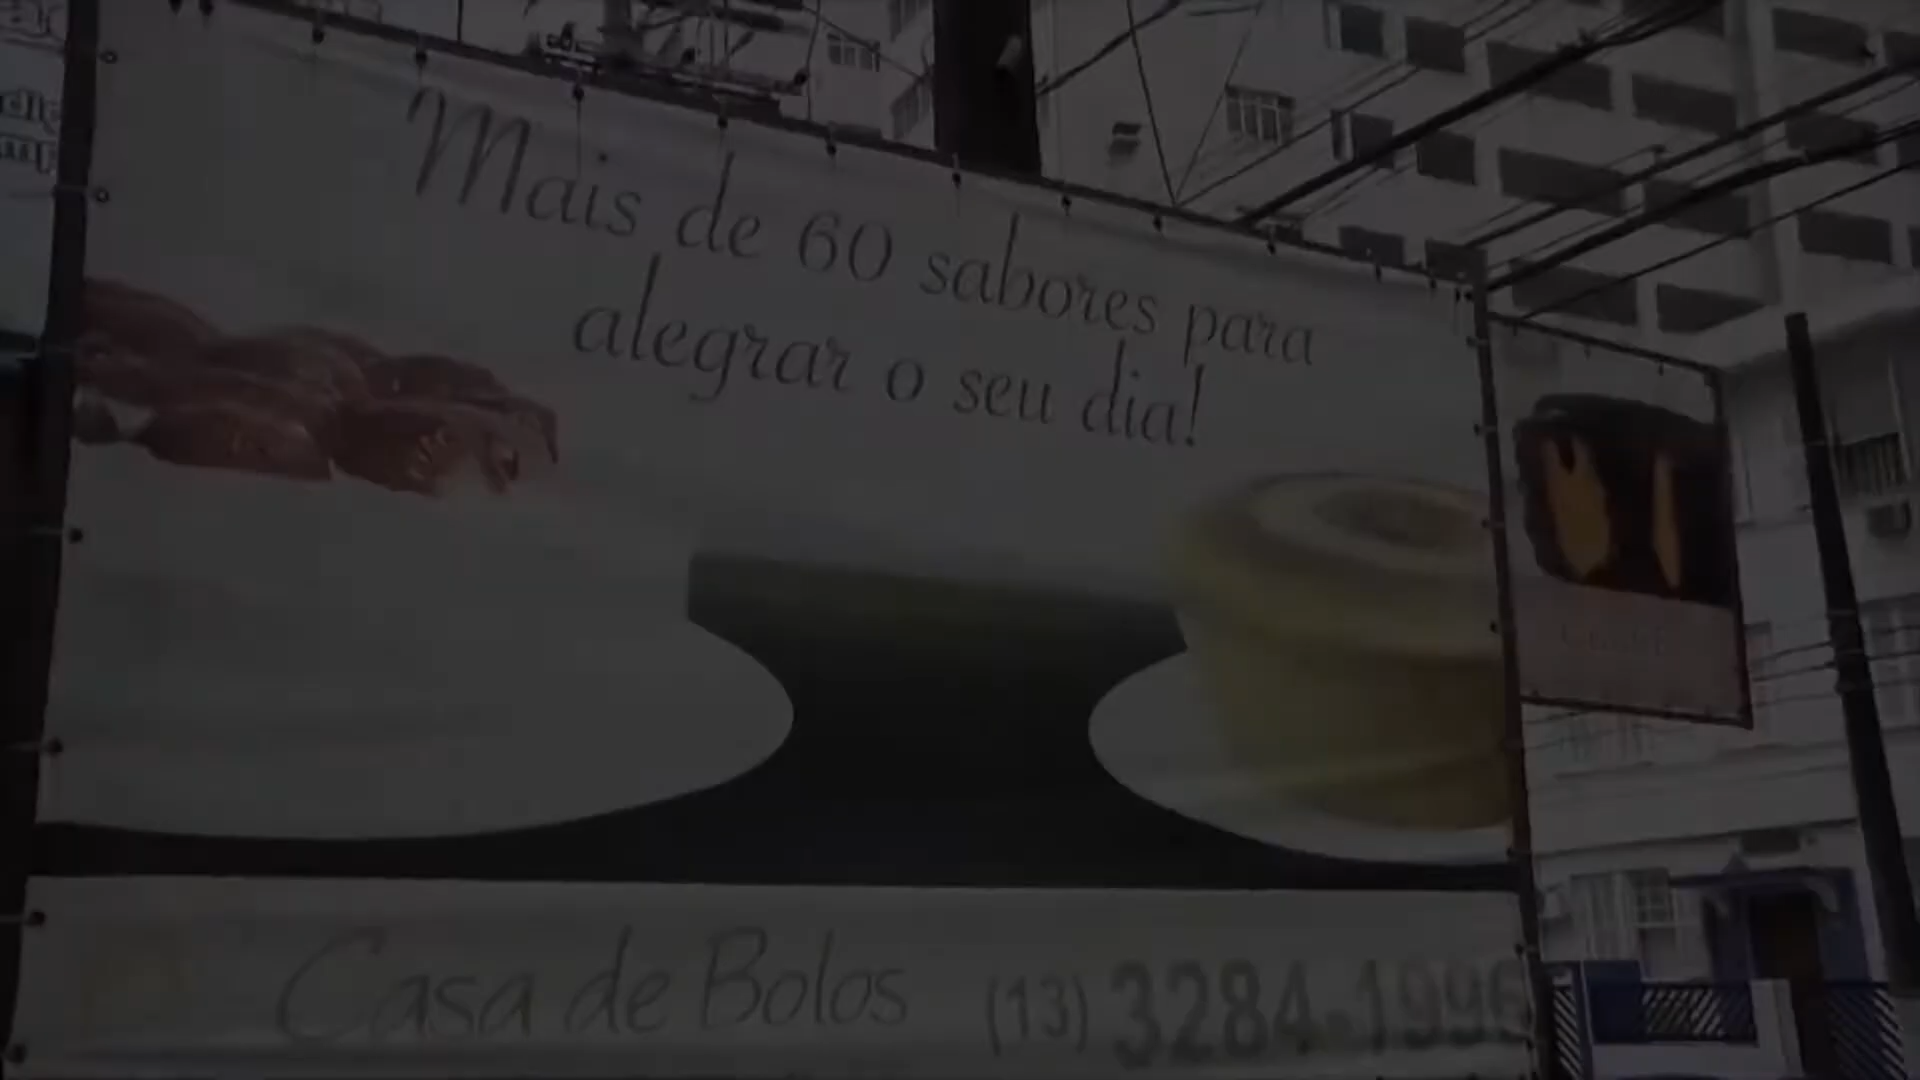 Mais de 60 sabores para
alegrar o seu dia!
Casa de Bolos (13) 3284-1996